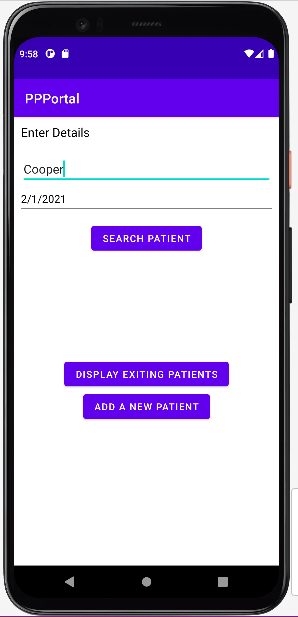 9:58
PPPortal
Enter Details
Cooper
2/1/2021
SEARCH PATIENT
DISPLAY EXITING PATIENTS
ADD A NEW PATIENT